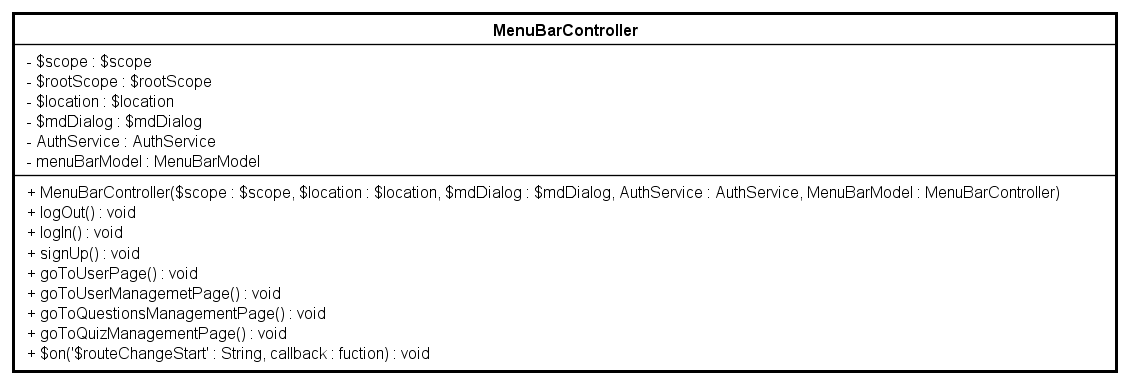 MenuBarController
- $scope : $scope
- $rootScope : $rootScope
- $location : $location
- $mdDialog : $mdDialog
- AuthService : AuthService
- menuBarModel : MenuBarModel
+ MenuBarController($scope : $scope, $location : $location, $mdDialog : $mdDialog, AuthService : AuthService, MenuBarModel : MenuBarController)
+ logOut() : void
+ logIn() : void
+ signUp() : void
+ goToUserPage() : void
+ goToUserManagemetPage() : void
+ goToQuestionsManagementPage() : void
+ goToQuizManagementPage() : void
+ $on('$routeChangeStart' : String, callback : fuction) : void